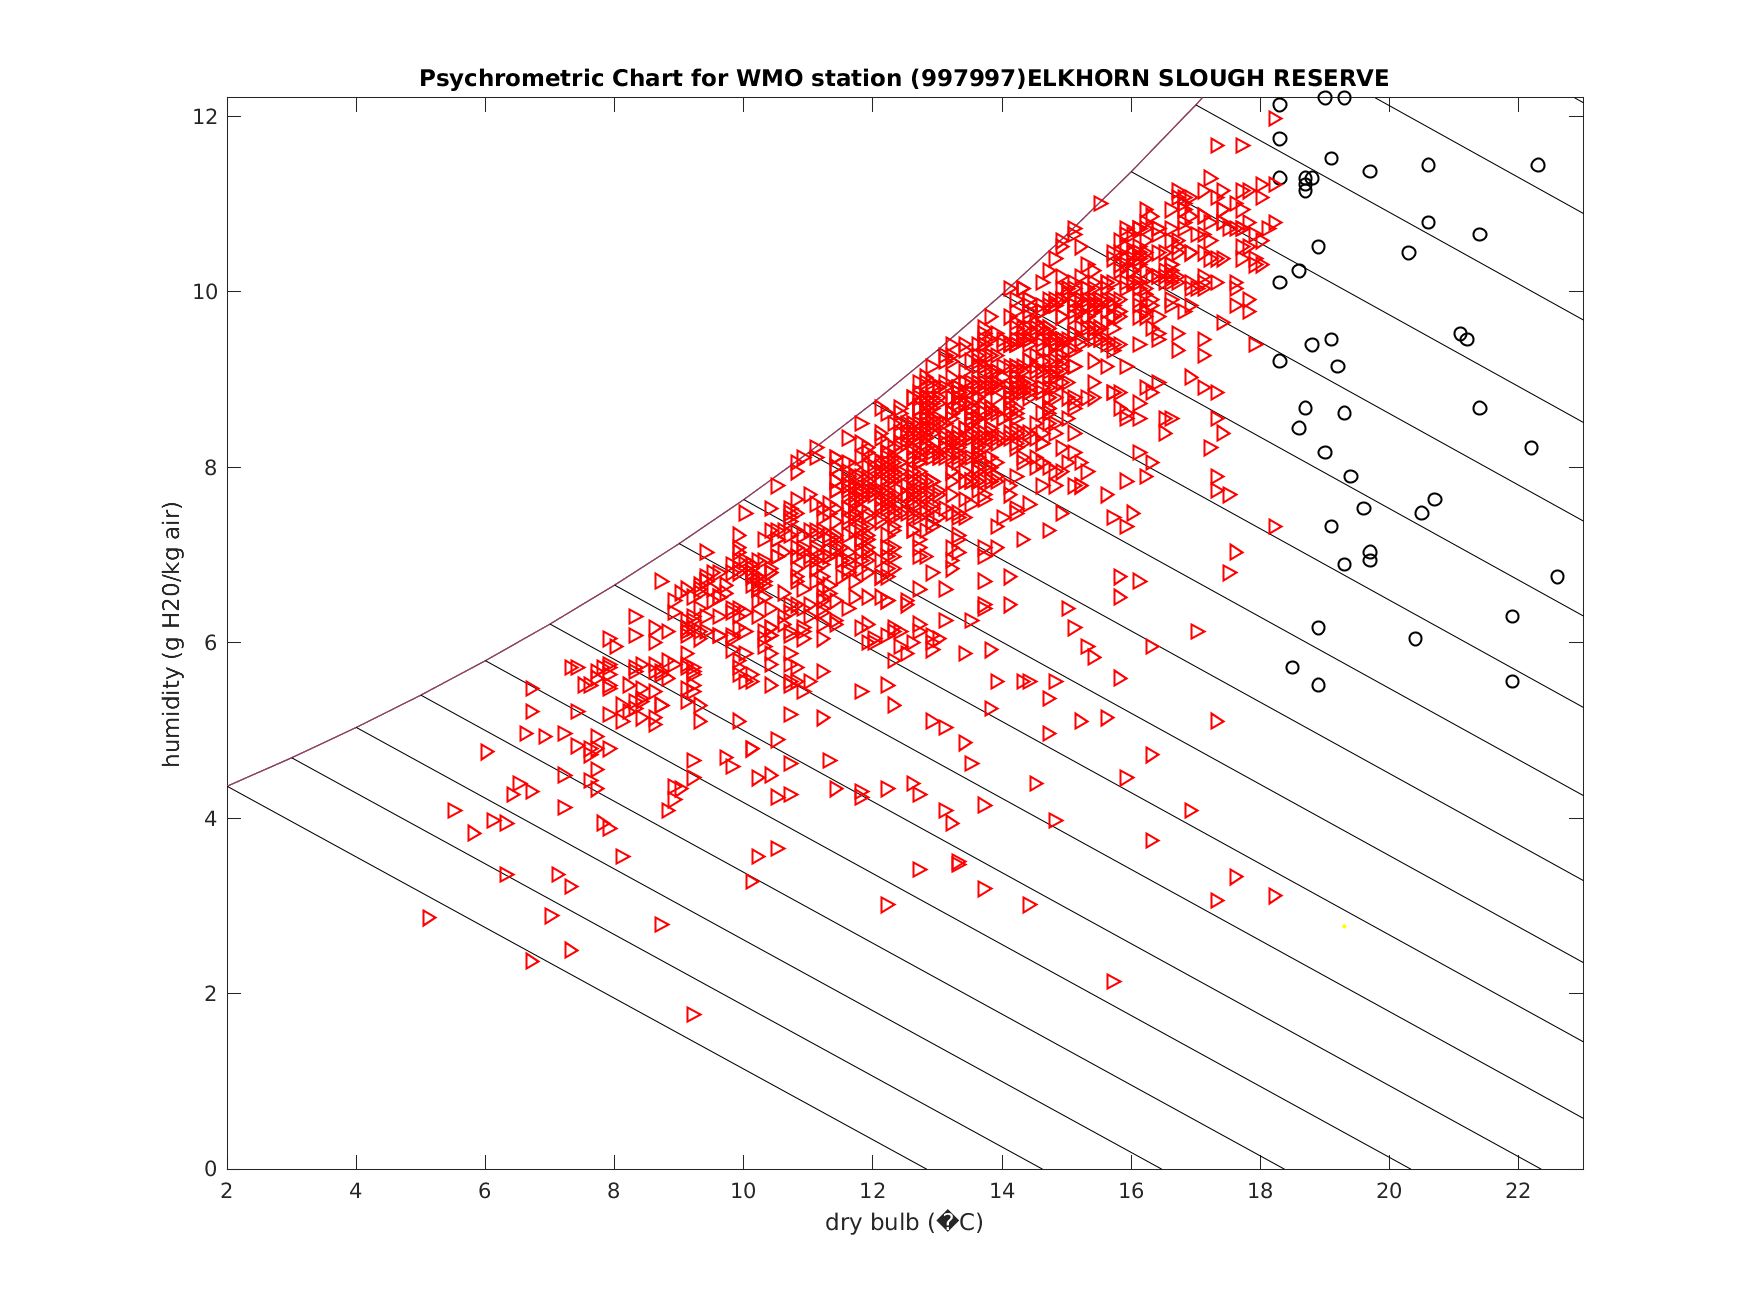 Psychrometric Chart for WMO station (997997)ELKHORN SLOUGH RESERVE
12
10
8
6
4
2
0
humidity (g H20/kg air)
2 4 6 8 10 12 14 16 18 20 22
dry bulb (�C)